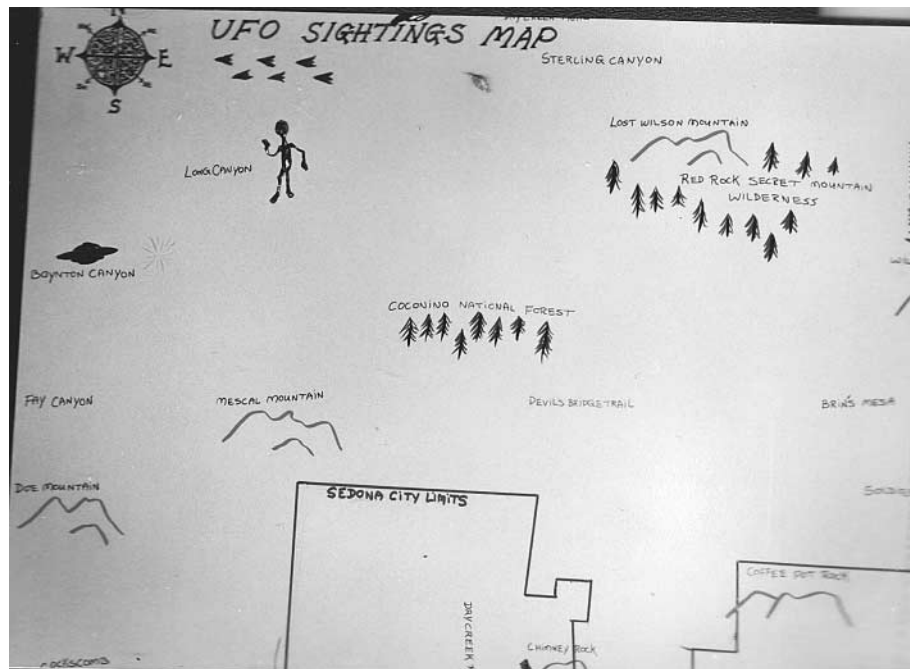 N
UFO SIGHTINGS MAP
W E
S
STERLING CANYON
LOST WILSON MOUNTAIN
LONG CANYON
RED ROCK SECRET MOUNTAIN
WILDERNESS
BOYNTON CANYON
COCONINO NATIONAL FOREST
FAY CANYON
MESCAL MOUNTAIN
DEVILS BRIDGE TRAIL
BRIN'S MESA
DOE MOUNTAIN
SEDONA CITY LIMITS
COFFEE POT ROCK
CHIMNEY ROCK